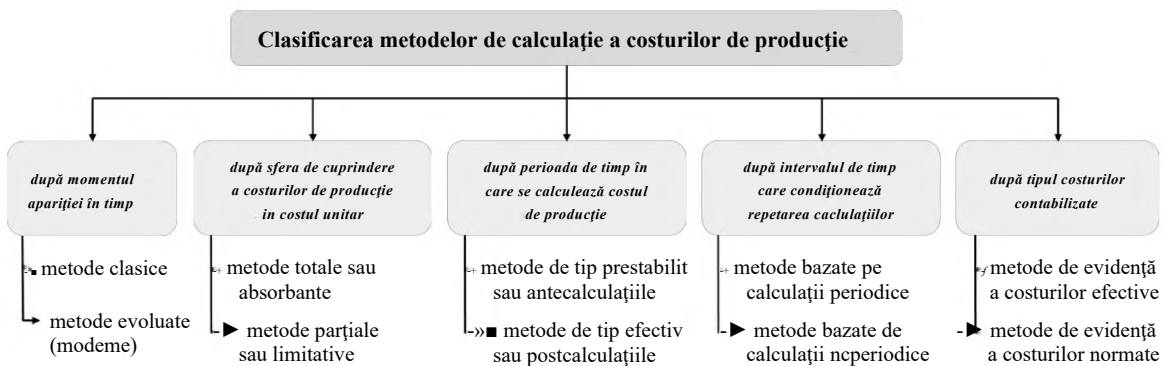 Clasificarea metodelor de calculaţie a costurilor de producţie
după momentul
apariţiei în timp
după sfera de cuprindere
a costurilor de producţie
in costul unitar
după perioada de timp în
care se calculează costul
de producţie
după intervalul de timp
care condiţionează
repetarea caclulaţiilor
după tipul costurilor
contabilizate
metode clasice
metode evoluate
(modeme)
metode totale sau
absorbante
metode parţiale
sau limitative
metode de tip prestabilit
sau antecalculaţiile
metode de tip efectiv
sau postcalculaţiile
metode bazate pe
calculaţii periodice
metode bazate de
calculaţii ncperiodice
metode de evidenţă
a costurilor efective
metode de evidenţă
a costurilor normate